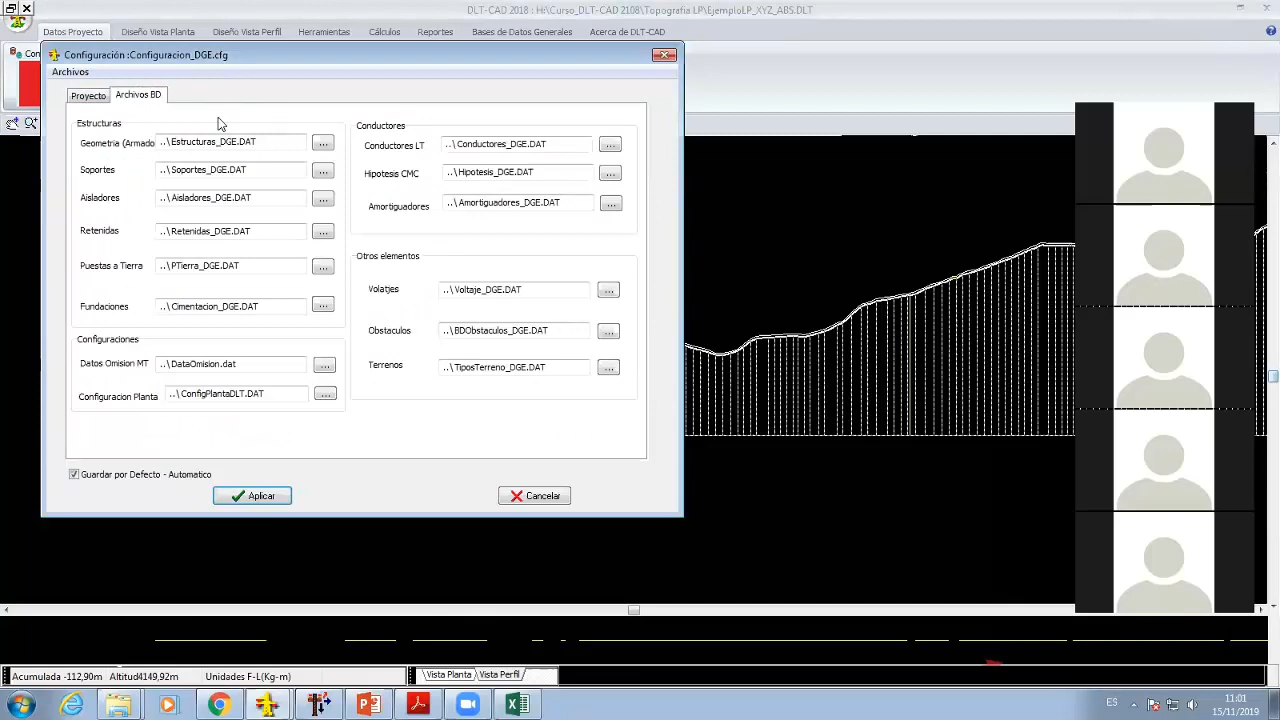 DLT-CAD 2018 : H:\Curso_DLT-CAD 2108\Topografia LP\EjemploLP_XYZ_ABS.DLT
Datos Proyecto
Diseño Vista Planta
Diseño Vista Perfil
Herramientas
Cálculos
Reportes
Bases de Datos Generales
Acerca de DLT-CAD
Con
Configuración :Configuracion_DGE.cfg
Archivos
Proyecto
Archivos BD
Estructuras
Geometria (Armado
..\Estructuras_DGE.DAT
...
Soportes
..\Soportes_DGE.DAT
...
Aisladores
..\Aisladores_DGE.DAT
...
Retenidas
..\Retenidas_DGE.DAT
...
Puestas a Tierra
..\PTierra_DGE.DAT
...
Fundaciones
..\Cimentacion_DGE.DAT
...
Configuraciones
Datos Omision MT
..\DataOmision.dat
...
Configuracion Planta
..\ConfigPlantaDLT.DAT
...
Conductores
Conductores LT
..\Conductores_DGE.DAT
...
Hipotesis CMC
..\Hipotesis_DGE.DAT
...
Amortiguadores
..\Amortiguadores_DGE.DAT
...
Otros elementos
Volatjes
..\Voltaje_DGE.DAT
...
Obstaculos
..\BDObstaculos_DGE.DAT
...
Terrenos
..\TiposTerreno_DGE.DAT
...
Guardar por Defecto - Automatico
Aplicar
Cancelar
Acumulada -112,90m
Altitud4149,92m
Unidades F-L(Kg-m)
Vista Planta
Vista Perfil
ES
11:01
15/11/2019